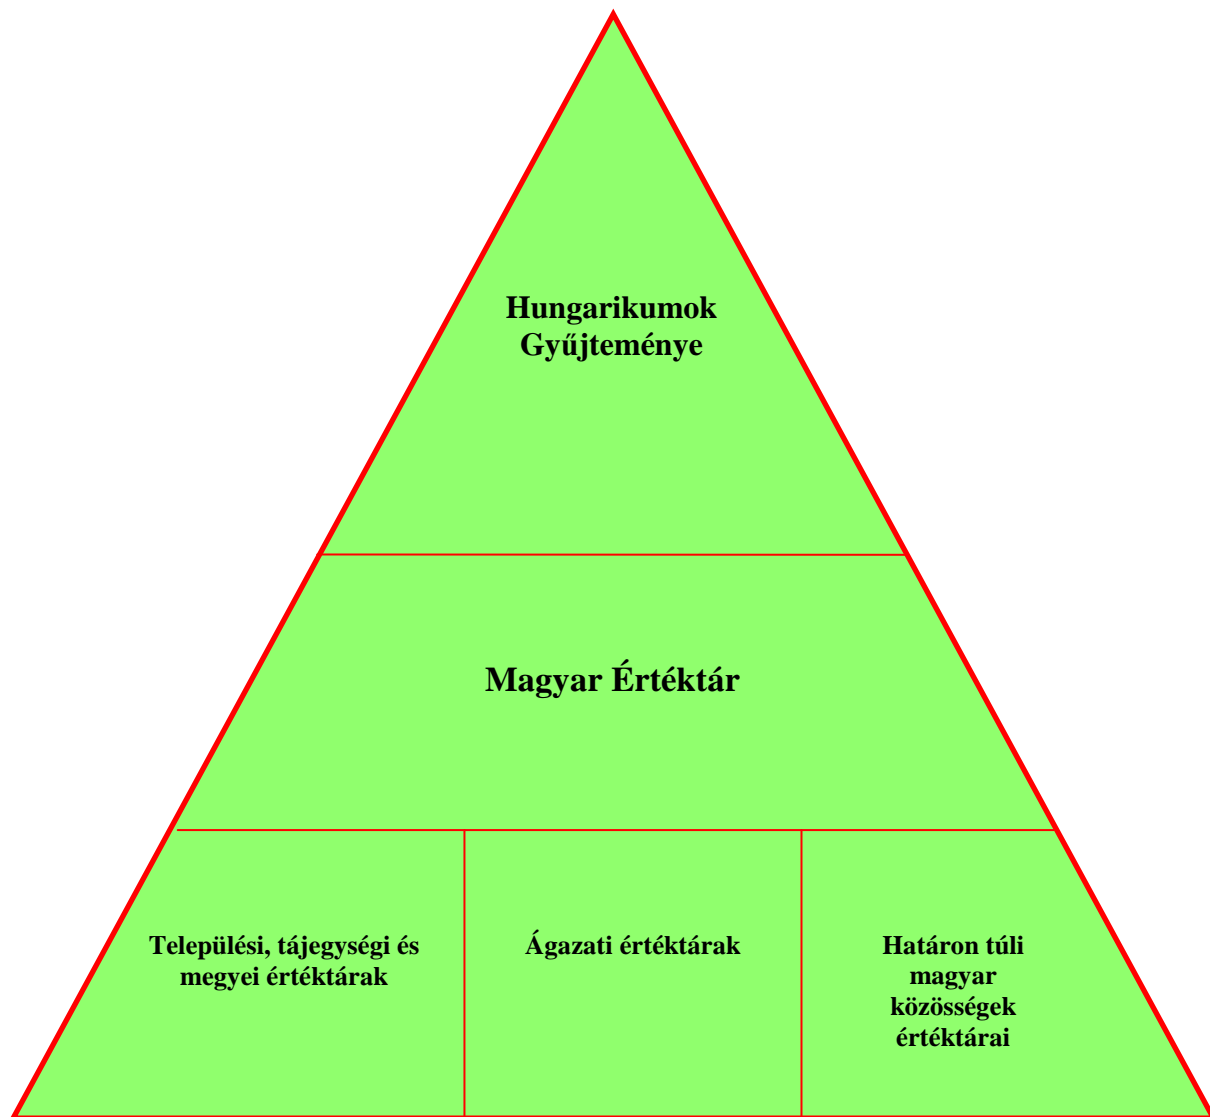 Hungarikumok
Gyűjteménye
Magyar Értéktár
Települési, tájegységi és
megyei értéktárak
Ágazati értéktárak
Határon túli
magyar
közösségek
értéktárai